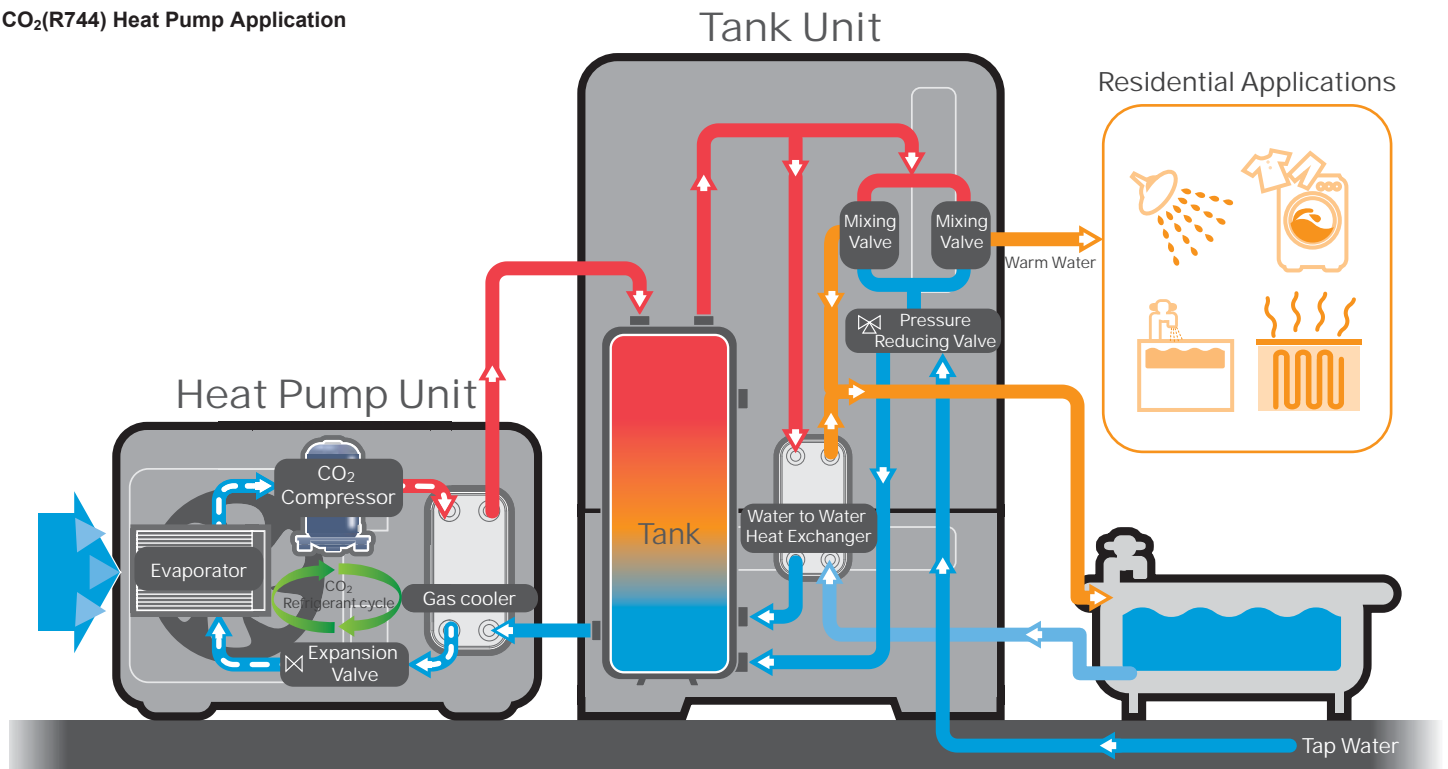 CO₂(R744) Heat Pump Application
Tank Unit
Residential Applications
Mixing
Valve
Mixing
Valve
Warm Water
Pressure
Reducing Valve
Heat Pump Unit
CO₂
Compressor
Evaporator
CO₂
Refrigerant cycle
Gas cooler
Expansion
Valve
Tank
Water to Water
Heat Exchanger
Tap Water